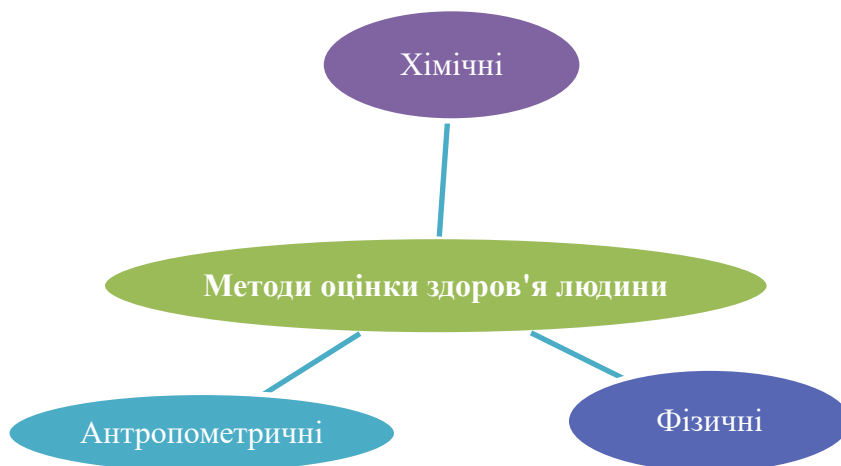 Хімічні
Методи оцінки здоров'я людини
Антропометричні
Фізичні